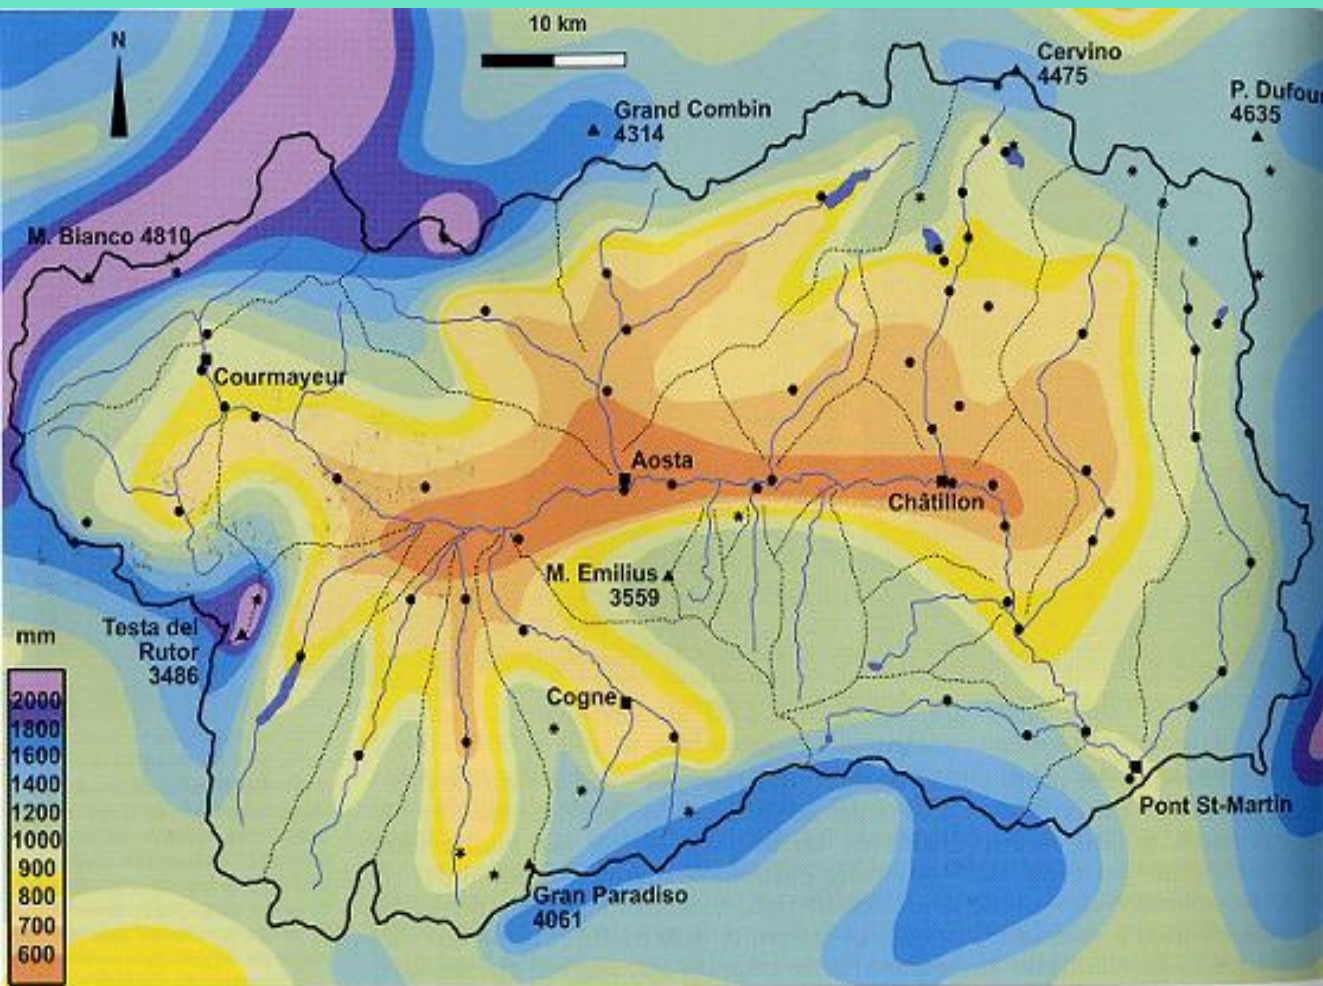 N
10 km
Cervino
4475
P. Dufour
4635
Grand Combin
4314
M. Bianco 4810
Courmayeur
Aosta
Châtillon
M. Emilius
3559
Testa del
Rutor
3486
Cogne
Pont St-Martin
Gran Paradiso
4061
mm
2000
1800
1600
1400
1200
1000
900
800
700
600